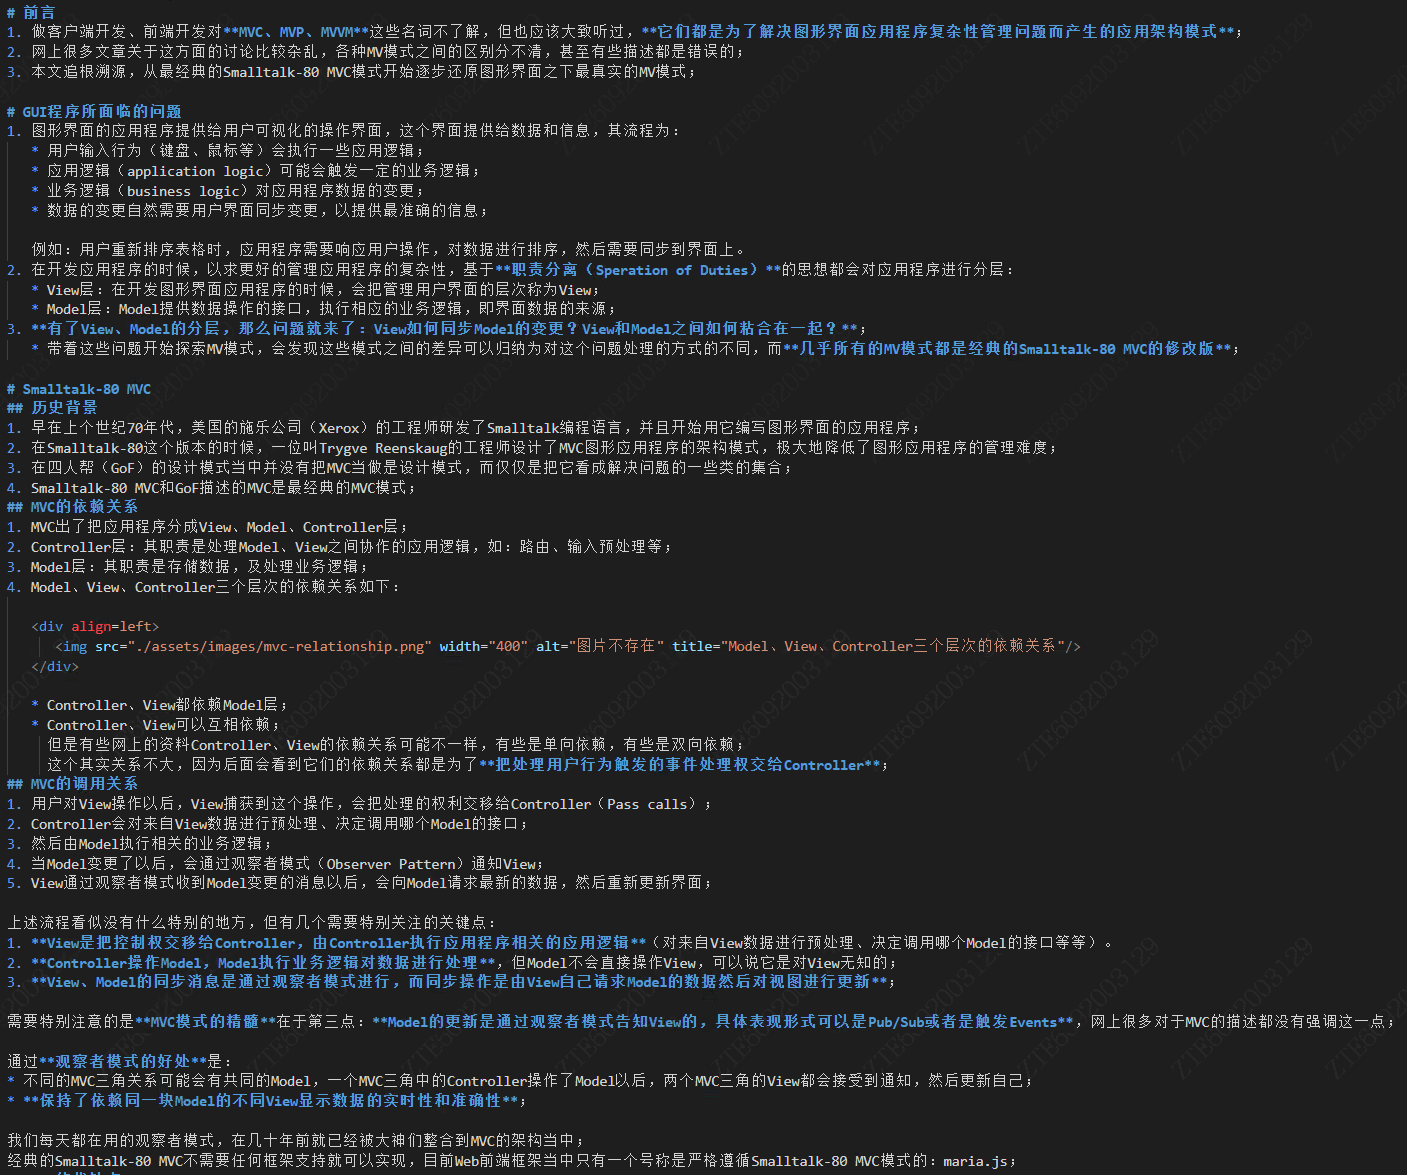 # 前言
1. 做客户端开发、前端开发对**MVC、MVP、MVVM**这些名词不了解，但也应该大致听过，**它们都是为了解决图形界面应用程序复杂性管理问题而产生的应用架构模式**；
2. 网上很多文章关于这方面的讨论比较杂乱，各种MV模式之间的区别分不清，甚至有些描述都是错误的；
3. 本文追根溯源，从最经典的Smalltalk-80 MVC模式开始逐步还原图形界面之下最真实的MV模式；
# GUI程序所面临的问题
1. 图形界面的应用程序提供给用户可视化的操作界面，这个界面提供给数据和信息，其流程为：
* 用户输入行为（键盘、鼠标等）会执行一些应用逻辑；
* 应用逻辑（application logic）可能会触发一定的业务逻辑；
* 业务逻辑（business logic）对应用程序数据的变更；
* 数据的变更自然需要用户界面同步变更，以提供最准确的信息；
例如：用户重新排序表格时，应用程序需要响应用户操作，对数据进行排序，然后需要同步到界面上。
2. 在开发应用程序的时候，以求更好的管理应用程序的复杂性，基于**职责分离（Speration of Duties）**的思想都会对应用程序进行分层：
* View层：在开发图形界面应用程序的时候，会把管理用户界面的层次称为View；
* Model层：Model提供数据操作的接口，执行相应的业务逻辑，即界面数据的来源；
3. **有了View、Model的分层，那么问题就来了：View如何同步Model的变更？View和Model之间如何粘合在一起？**；
* 带着这些问题开始探索MV模式，会发现这些模式之间的差异可以归纳为对这个问题处理的方式的不同，而**几乎所有的MV模式都是经典的Smalltalk-80 MVC的修改版**；
# Smalltalk-80 MVC
## 历史背景
1. 早在上个世纪70年代，美国的施乐公司（Xerox）的工程师研发了Smalltalk编程语言，并且开始用它编写图形界面的应用程序；
2. 在Smalltalk-80这个版本的时候，一位叫Trygve Reenskaug的工程师设计了MVC图形应用程序的架构模式，极大地降低了图形应用程序的管理难度；
3. 在四人帮（GoF）的设计模式当中并没有把MVC当做是设计模式，而仅仅是把它看成解决问题的一些类的集合；
4. Smalltalk-80 MVC和GoF描述的MVC是最经典的MVC模式；
## MVC的依赖关系
1. MVC出了把应用程序分成View、Model、Controller层；
2. Controller层：其职责是处理Model、View之间协作的应用逻辑，如：路由、输入预处理等；
3. Model层：其职责是存储数据，及处理业务逻辑；
4. Model、View、Controller三个层次的依赖关系如下：
<div align=left>
<img src="./assets/images/mvc-relationship.png" width="400" alt="图片不存在" title="Model、View、Controller三个层次的依赖关系"/>
</div>
* Controller、View都依赖Model层；
* Controller、View可以互相依赖；
但是有些网上的资料Controller、View的依赖关系可能不一样，有些是单向依赖，有些是双向依赖；
这个其实关系不大，因为后面会看到它们的依赖关系都是为了**把处理用户行为触发的事件处理权交给Controller**；
## MVC的调用关系
1. 用户对View操作以后，View捕获到这个操作，会把处理的权利交移给Controller（Pass calls）；
2. Controller会对来自View数据进行预处理、决定调用哪个Model的接口；
3. 然后由Model执行相关的业务逻辑；
4. 当Model变更了以后，会通过观察者模式（Observer Pattern）通知View；
5. View通过观察者模式收到Model变更的消息以后，会向Model请求最新的数据，然后重新更新界面；
上述流程看似没有什么特别的地方，但有几个需要特别关注的关键点：
1. **View是把控制权交移给Controller，由Controller执行应用程序相关的应用逻辑**（对来自View数据进行预处理、决定调用哪个Model的接口等等）。
2. **Controller操作Model，Model执行业务逻辑对数据进行处理**，但Model不会直接操作View，可以说它是对View无知的；
3. **View、Model的同步消息是通过观察者模式进行，而同步操作是由View自己请求Model的数据然后对视图进行更新**；
需要特别注意的是**MVC模式的精髓**在于第三点：**Model的更新是通过观察者模式告知View的，具体表现形式可以是Pub/Sub或者是触发Events**，网上很多对于MVC的描述都没有强调这一点；
通过**观察者模式的好处**是：
* 不同的MVC三角关系可能会有共同的Model，一个MVC三角中的Controller操作了Model以后，两个MVC三角的View都会接受到通知，然后更新自己；
* **保持了依赖同一块Model的不同View显示数据的实时性和准确性**；
我们每天都在用的观察者模式，在几十年前就已经被大神们整合到MVC的架构当中；
经典的Smalltalk-80 MVC不需要任何框架支持就可以实现，目前Web前端框架当中只有一个号称是严格遵循Smalltalk-80 MVC模式的：maria.js；